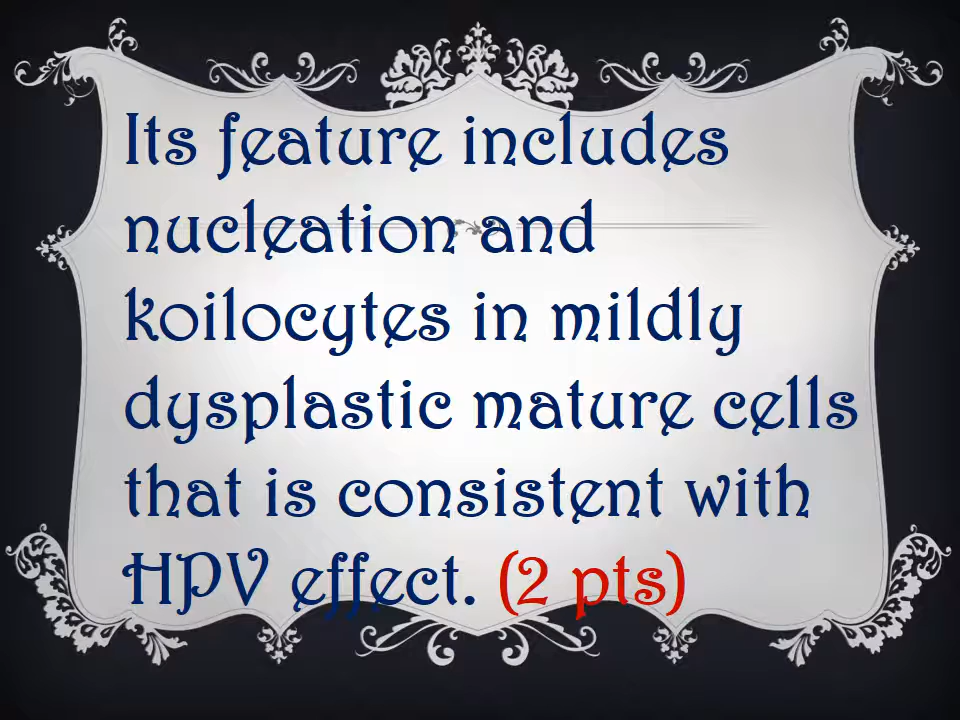 Its feature includes
nucleation and
koilocytes in mildly
dysplastic mature cells
that is consistent with
HPV effect. (2 pts)